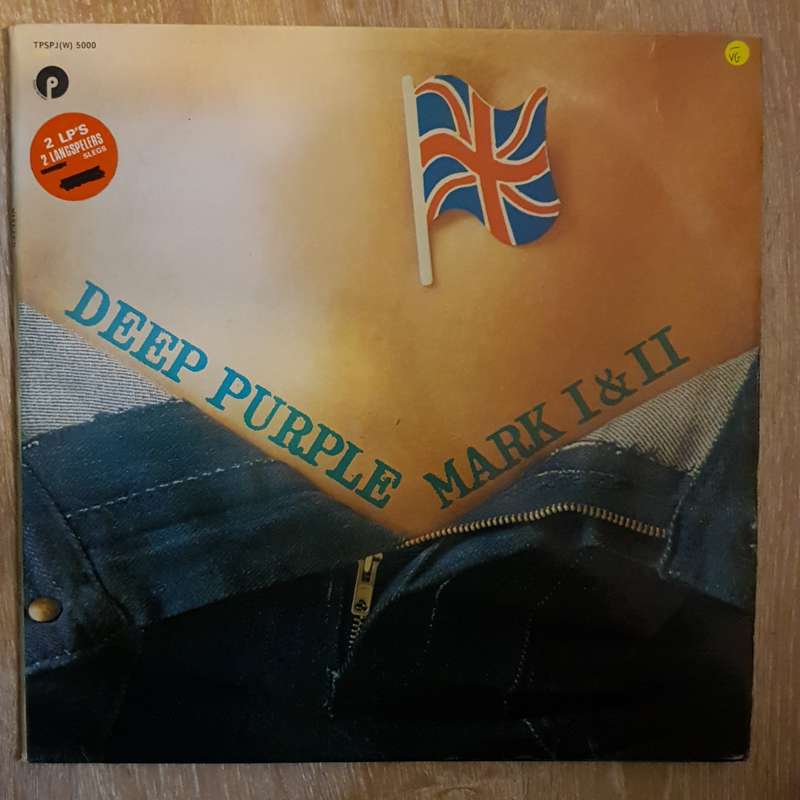 TPSPJ(W) 5000
P
VG
2 LP'S
2 LANGSPELERS
SLEGS
DEEP PURPLE
MARK I & II